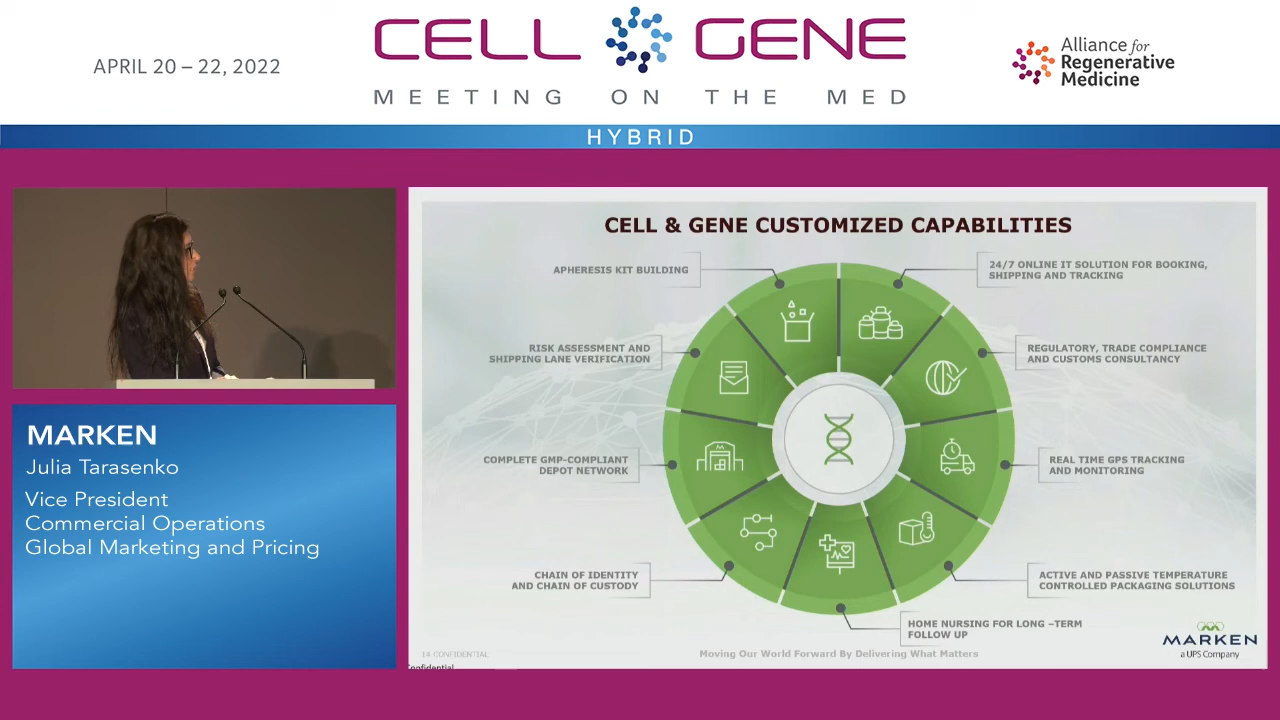 APRIL 20 – 22, 2022
CELL GENE
MEETING ON THE MED
Alliance for
Regenerative
Medicine
HYBRID
MARKEN
Julia Tarasenko
Vice President
Commercial Operations
Global Marketing and Pricing
CELL & GENE CUSTOMIZED CAPABILITIES
APHERESIS KIT BUILDING
24/7 ONLINE IT SOLUTION FOR BOOKING,
SHIPPING AND TRACKING
RISK ASSESSMENT AND
SHIPPING LANE VERIFICATION
REGULATORY, TRADE COMPLIANCE
AND CUSTOMS CONSULTANCY
COMPLETE GMP-COMPLIANT
DEPOT NETWORK
REAL TIME GPS TRACKING
AND MONITORING
CHAIN OF IDENTITY
AND CHAIN OF CUSTODY
ACTIVE AND PASSIVE TEMPERATURE
CONTROLLED PACKAGING SOLUTIONS
HOME NURSING FOR LONG –TERM
FOLLOW UP
14 CONFIDENTIAL
Moving Our World Forward By Delivering What Matters
MARKEN
a UPS Company